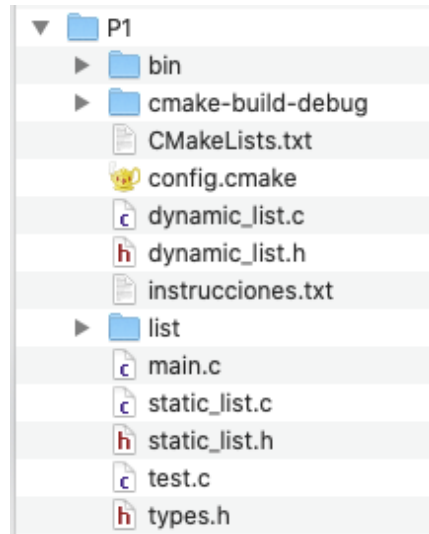 P1
bin
cmake-build-debug
CMakeLists.txt
config.cmake
c dynamic_list.c
h dynamic_list.h
instrucciones.txt
list
c main.c
c static_list.c
h static_list.h
c test.c
h types.h